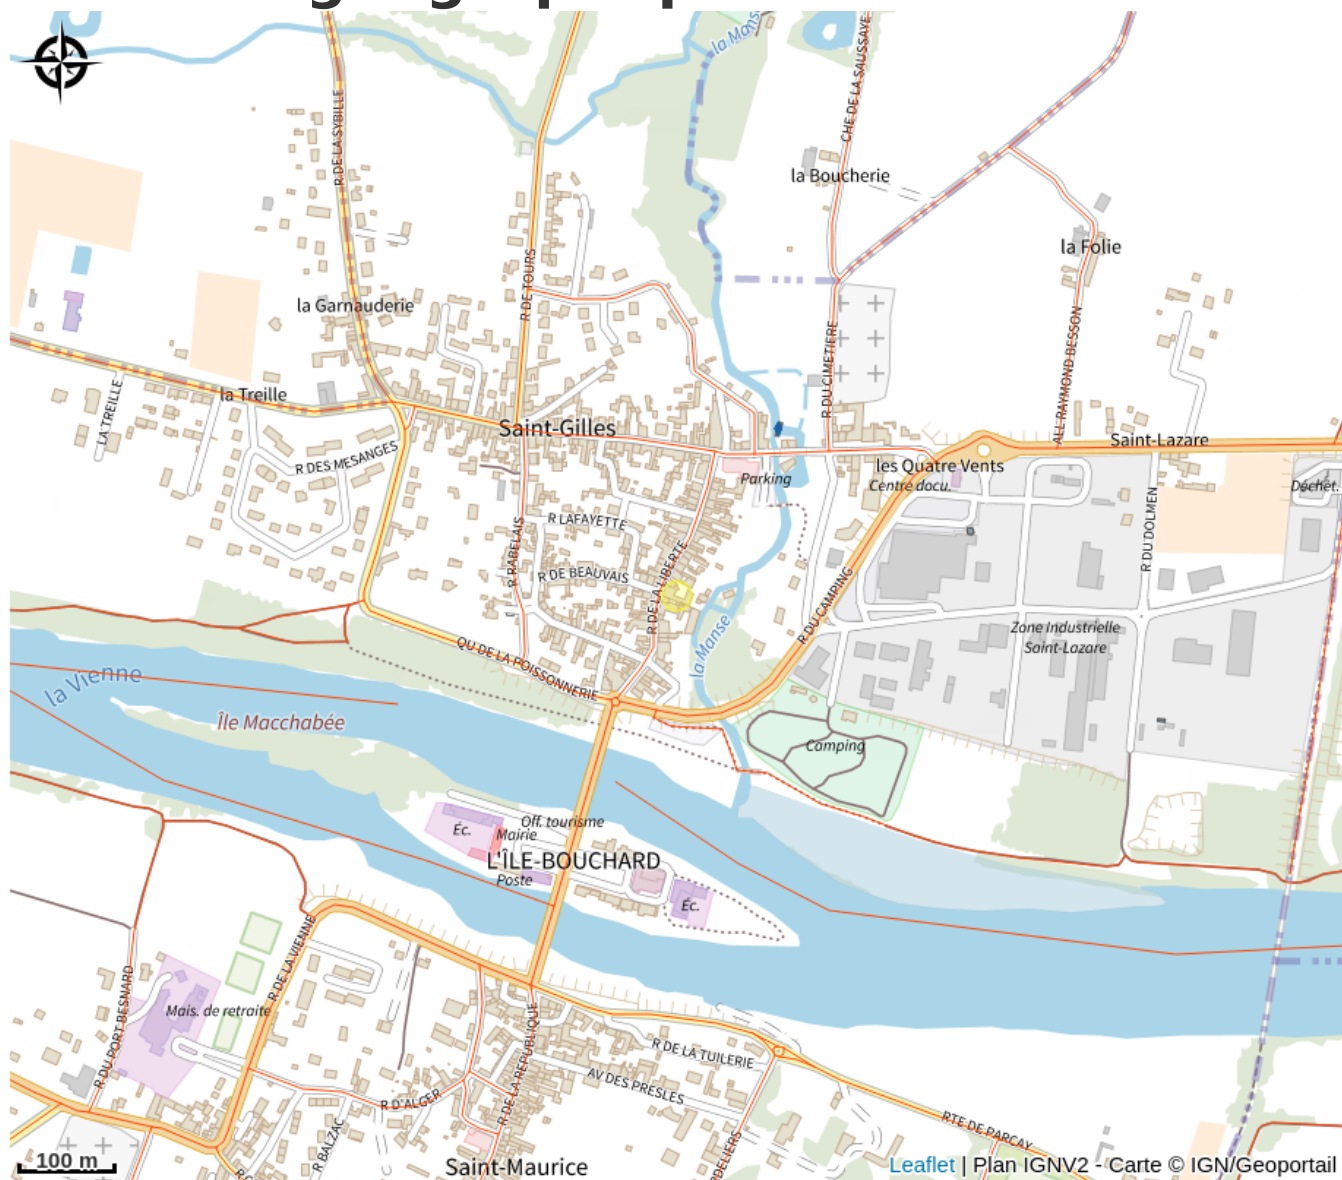 la Manse
CHE DE LA SAUSSAYE
R DE LA SYBILLE
la Boucherie
la Folie
R DE TOURS
la Garnauderie
R DU CIMETIERE
ALL RAYMOND BESSON
la Treille
LA TREILLE
Saint-Gilles
Saint-Lazare
R DES MESANGES
les Quatre Vents
Parking
Centre docu.
Déchet.
R LAFAYETTE
R RABELAIS
R DU DOLMEN
R DE LA LIBERTE
R DE BEAUVAIS
R DU CAMPING
la Manse
Zone Industrielle
Saint-Lazare
QU DE LA POISSONNERIE
la Vienne
Île Macchabée
Camping
Éc.
Off. tourisme
Mairie
L'ÎLE-BOUCHARD
Poste
Éc.
R DE LA VIENNE
R DU PORT BESNARD
Mais. de retraite
R DE LA REPUBLIQUE
R DE LA TUILERIE
AV DES PRESLES
R D'ALGER
RTE DE PARCAY
R BALZAC
DELIERS
100 m
Saint-Maurice
Leaflet | Plan IGNV2 - Carte © IGN/Geoportail